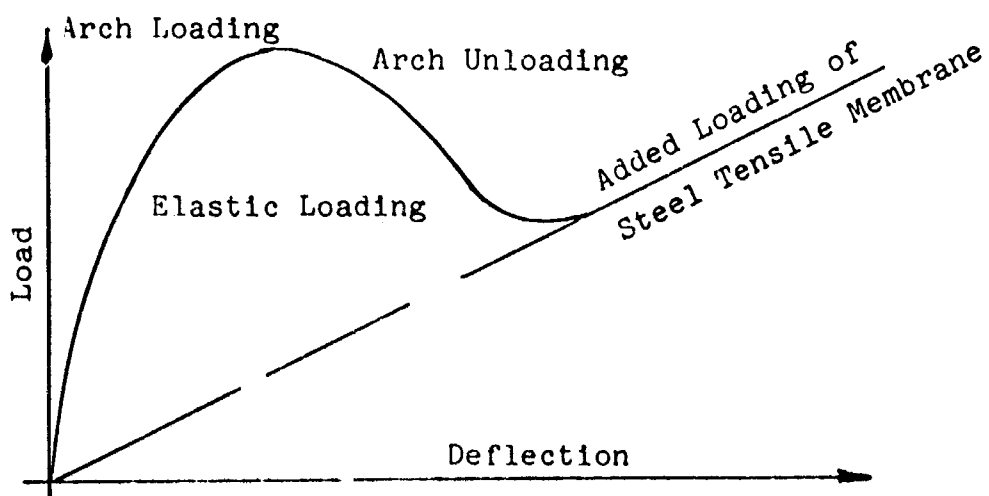 Arch Loading
Arch Unloading
Added Loading of
Steel Tensile Membrane
Elastic Loading
Load
Deflection